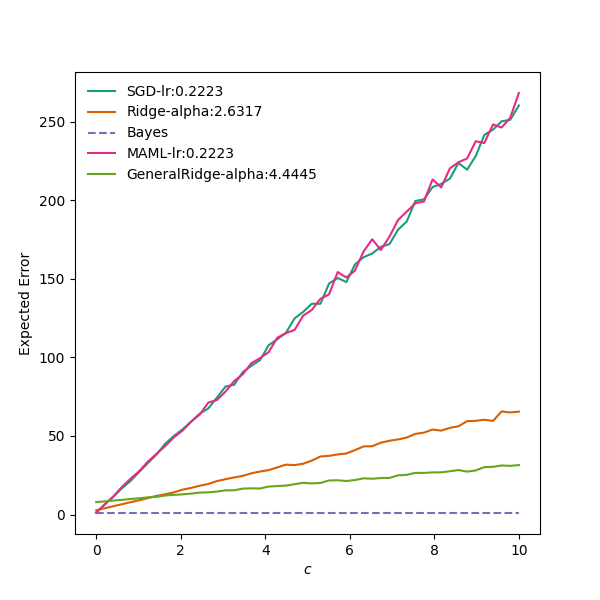 SGD-lr:0.2223
Ridge-alpha:2.6317
Bayes
MAML-lr:0.2223
GeneralRidge-alpha:4.4445
250
200
150
100
50
0
Expected Error
0 2 4 6 8 10
c